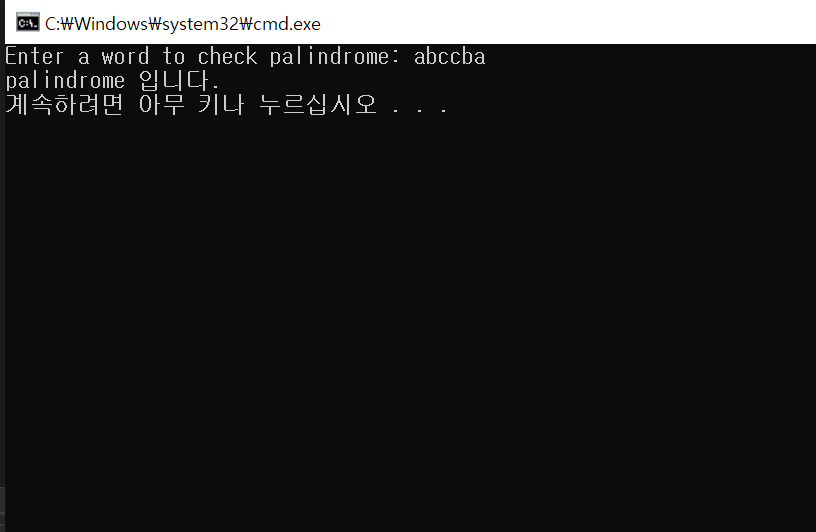 C:₩Windows₩system32₩cmd.exe
Enter a word to check palindrome: abccba
palindrome 입니다.
계속하려면 아무 키나 누르십시오 . . .